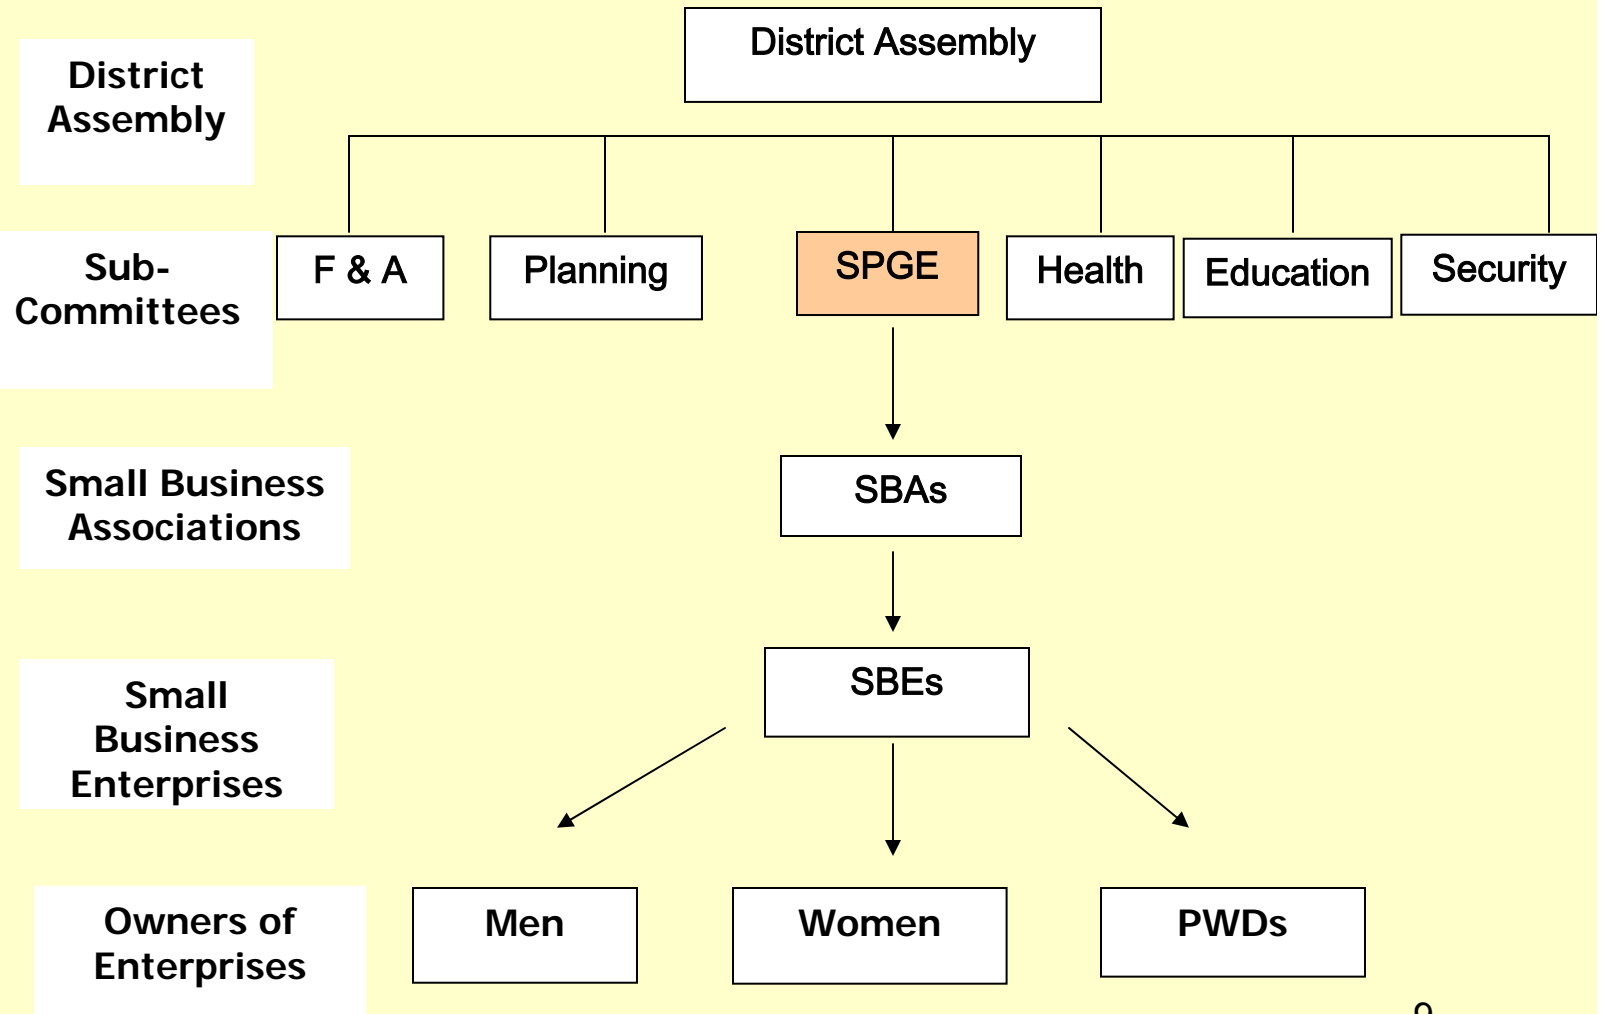 District Assembly
District
Assembly
F & A
Planning
SPGE
Health
Education
Security
Sub-
Committees
Small Business
Associations
SBAs
Small
Business
Enterprises
SBEs
Owners of
Enterprises
Men
Women
PWDs